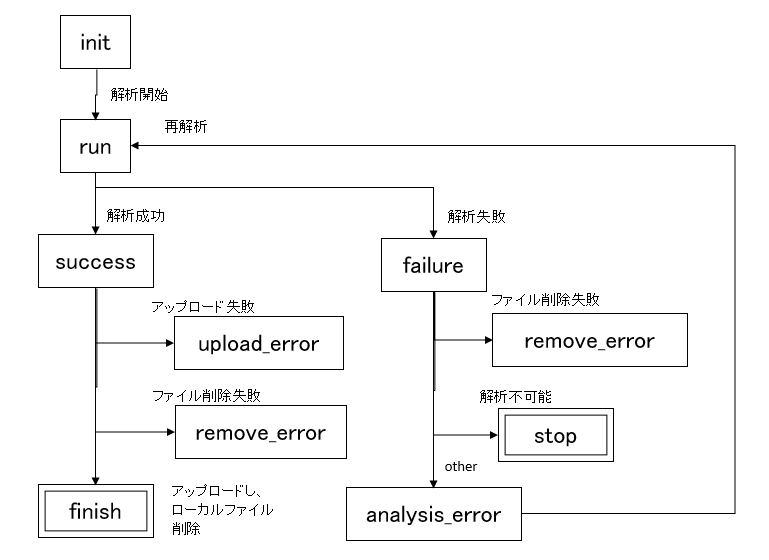 init
解析開始
再解析
run
解析成功
解析失敗
success
failure
アップロード失敗
ファイル削除失敗
upload_error
remove_error
ファイル削除失敗
解析不可能
remove_error
stop
other
finish
アップロードし、
ローカルファイル
削除
analysis_error